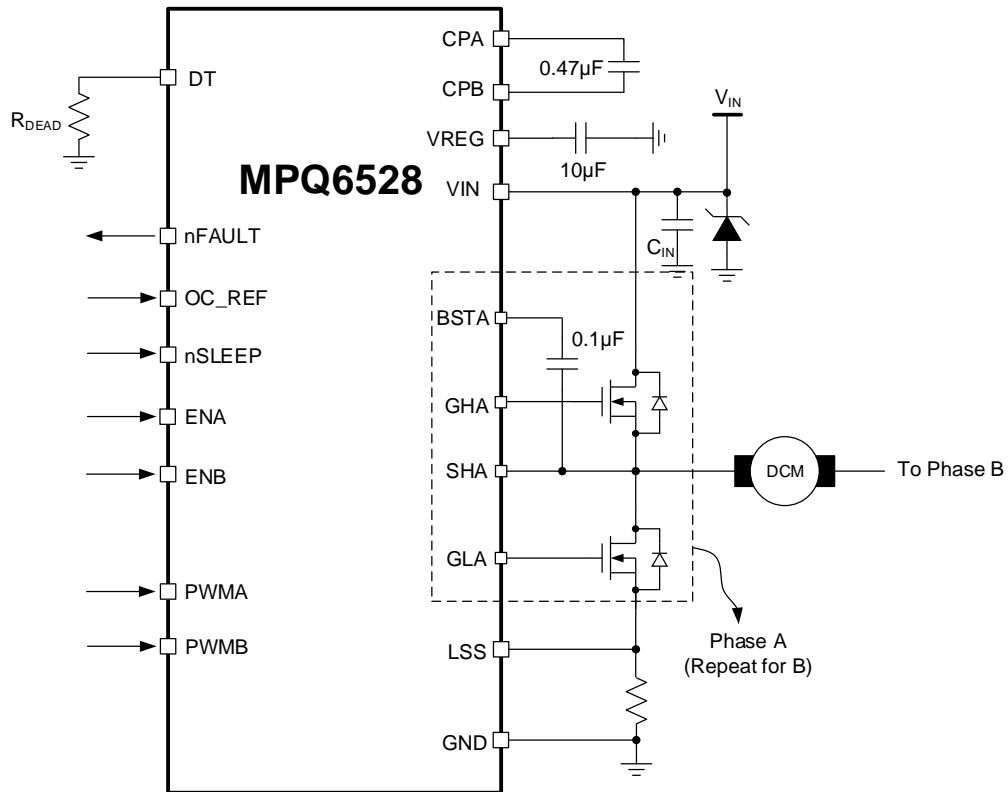 CPA
0.47µF
CPB
DT
R_DEAD
VREG
10µF
V_IN
MPQ6528
VIN
C_IN
nFAULT
OC_REF
BSTA
0.1µF
nSLEEP
GHA
ENA
ENB
SHA
DCM
To Phase B
GLA
PWMA
PWMB
LSS
Phase A
(Repeat for B)
GND